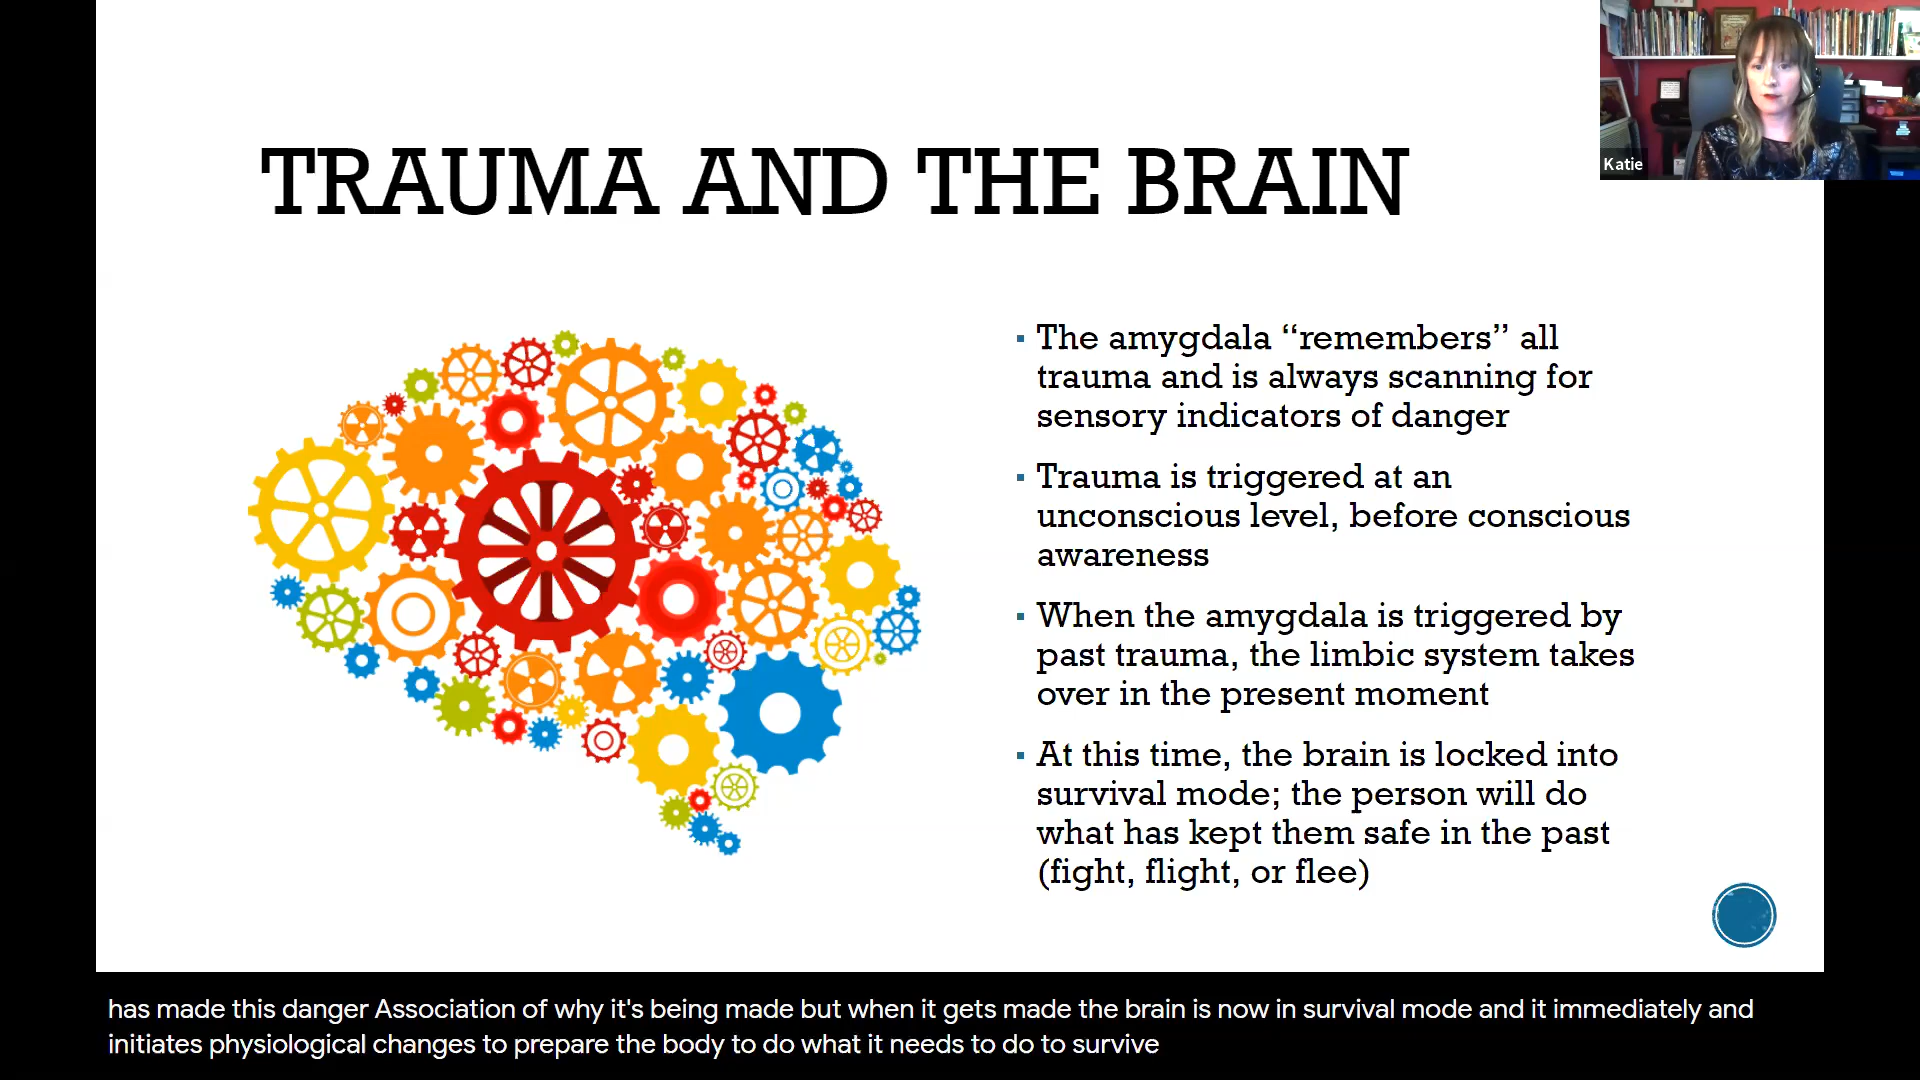 TRAUMA AND THE BRAIN
Katie
▪ The amygdala “remembers” all
trauma and is always scanning for
sensory indicators of danger
▪ Trauma is triggered at an
unconscious level, before conscious
awareness
▪ When the amygdala is triggered by
past trauma, the limbic system takes
over in the present moment
▪ At this time, the brain is locked into
survival mode; the person will do
what has kept them safe in the past
(fight, flight, or flee)
has made this danger Association of why it's being made but when it gets made the brain is now in survival mode and it immediately and
initiates physiological changes to prepare the body to do what it needs to do to survive